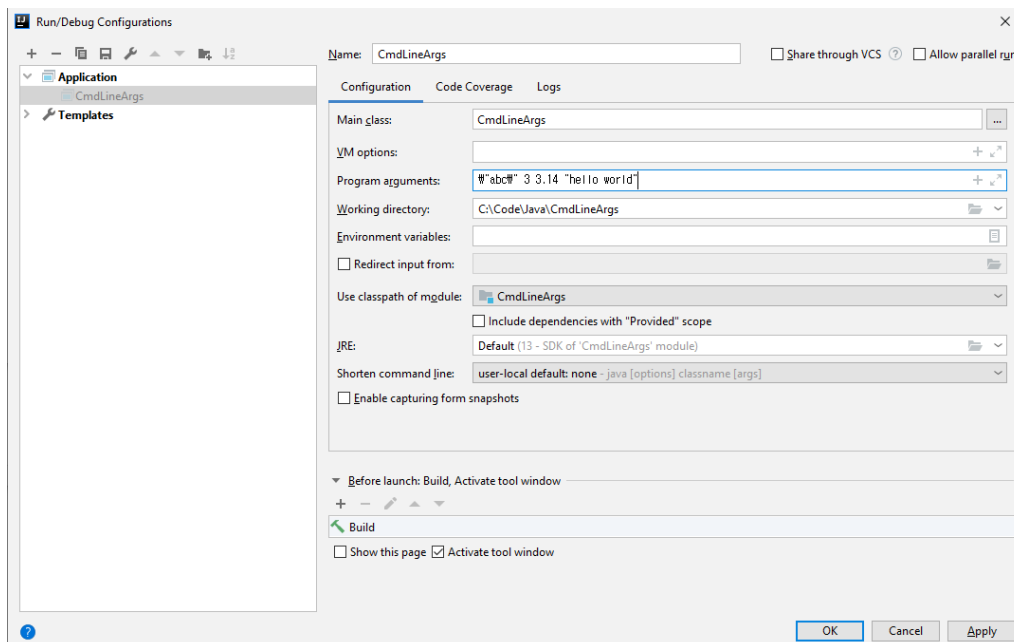 Run/Debug Configurations
Name: CmdLineArgs Share through VCS ? Allow parallel run
Application
CmdLineArgs
Templates
Configuration Code Coverage Logs
Main class: CmdLineArgs ...
VM options:
Program arguments: ₩"abc₩" 3 3.14 "hello world"
Working directory: C:\Code\Java\CmdLineArgs
Environment variables:
Redirect input from:
Use classpath of module: CmdLineArgs
Include dependencies with "Provided" scope
JRE: Default (13 - SDK of 'CmdLineArgs' module)
Shorten command line: user-local default: none - java [options] classname [args]
Enable capturing form snapshots
Before launch: Build, Activate tool window
Build
Show this page Activate tool window
? OK Cancel Apply